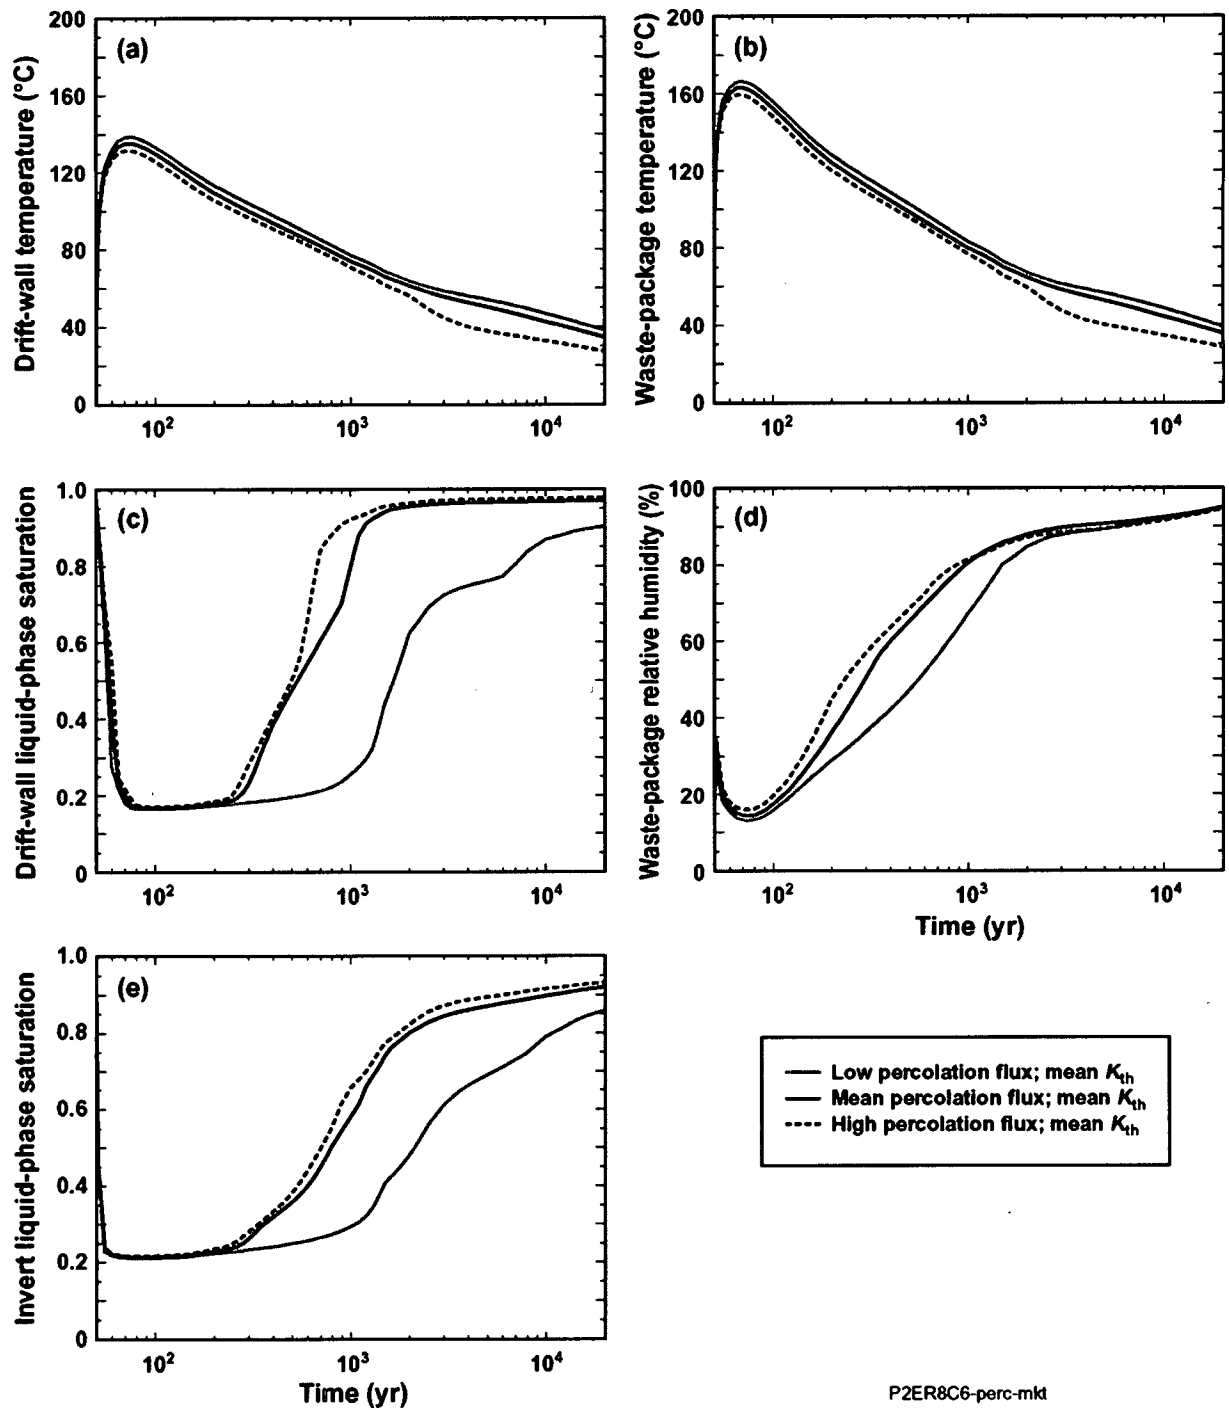 (a)
Drift-wall temperature (°C)
200
160
120
80
40
0
10²
10³
10⁴
(b)
Waste-package temperature (°C)
200
160
120
80
40
0
10²
10³
10⁴
(c)
Drift-wall liquid-phase saturation
1.0
0.8
0.6
0.4
0.2
0
10²
10³
10⁴
(d)
Waste-package relative humidity (%)
100
80
60
40
20
0
10²
10³
10⁴
Time (yr)
(e)
Invert liquid-phase saturation
1.0
0.8
0.6
0.4
0.2
0
10²
10³
10⁴
Time (yr)
Low percolation flux; mean Kth
Mean percolation flux; mean Kth
High percolation flux; mean Kth
P2ER8C6-perc-mkt